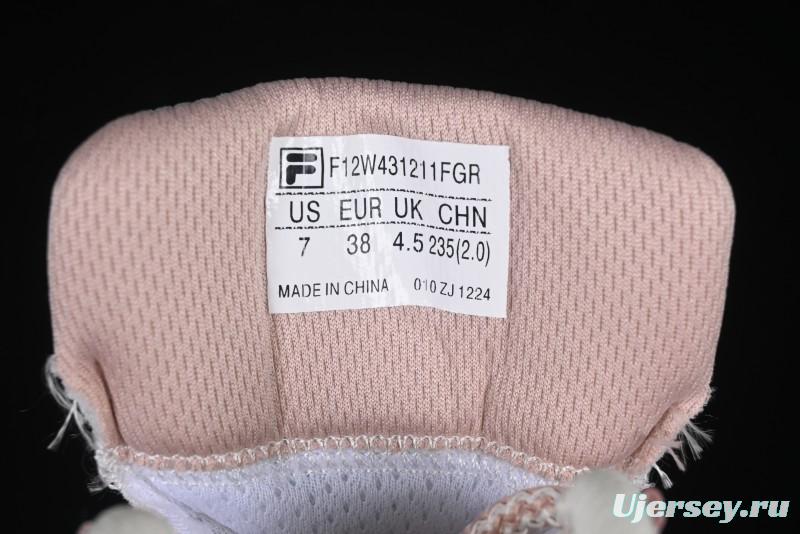 F F12W431211FGR
US EUR UK CHN
7 38 4.5 235(2.0)
MADE IN CHINA 010 ZJ 1224
Ujersey.ru